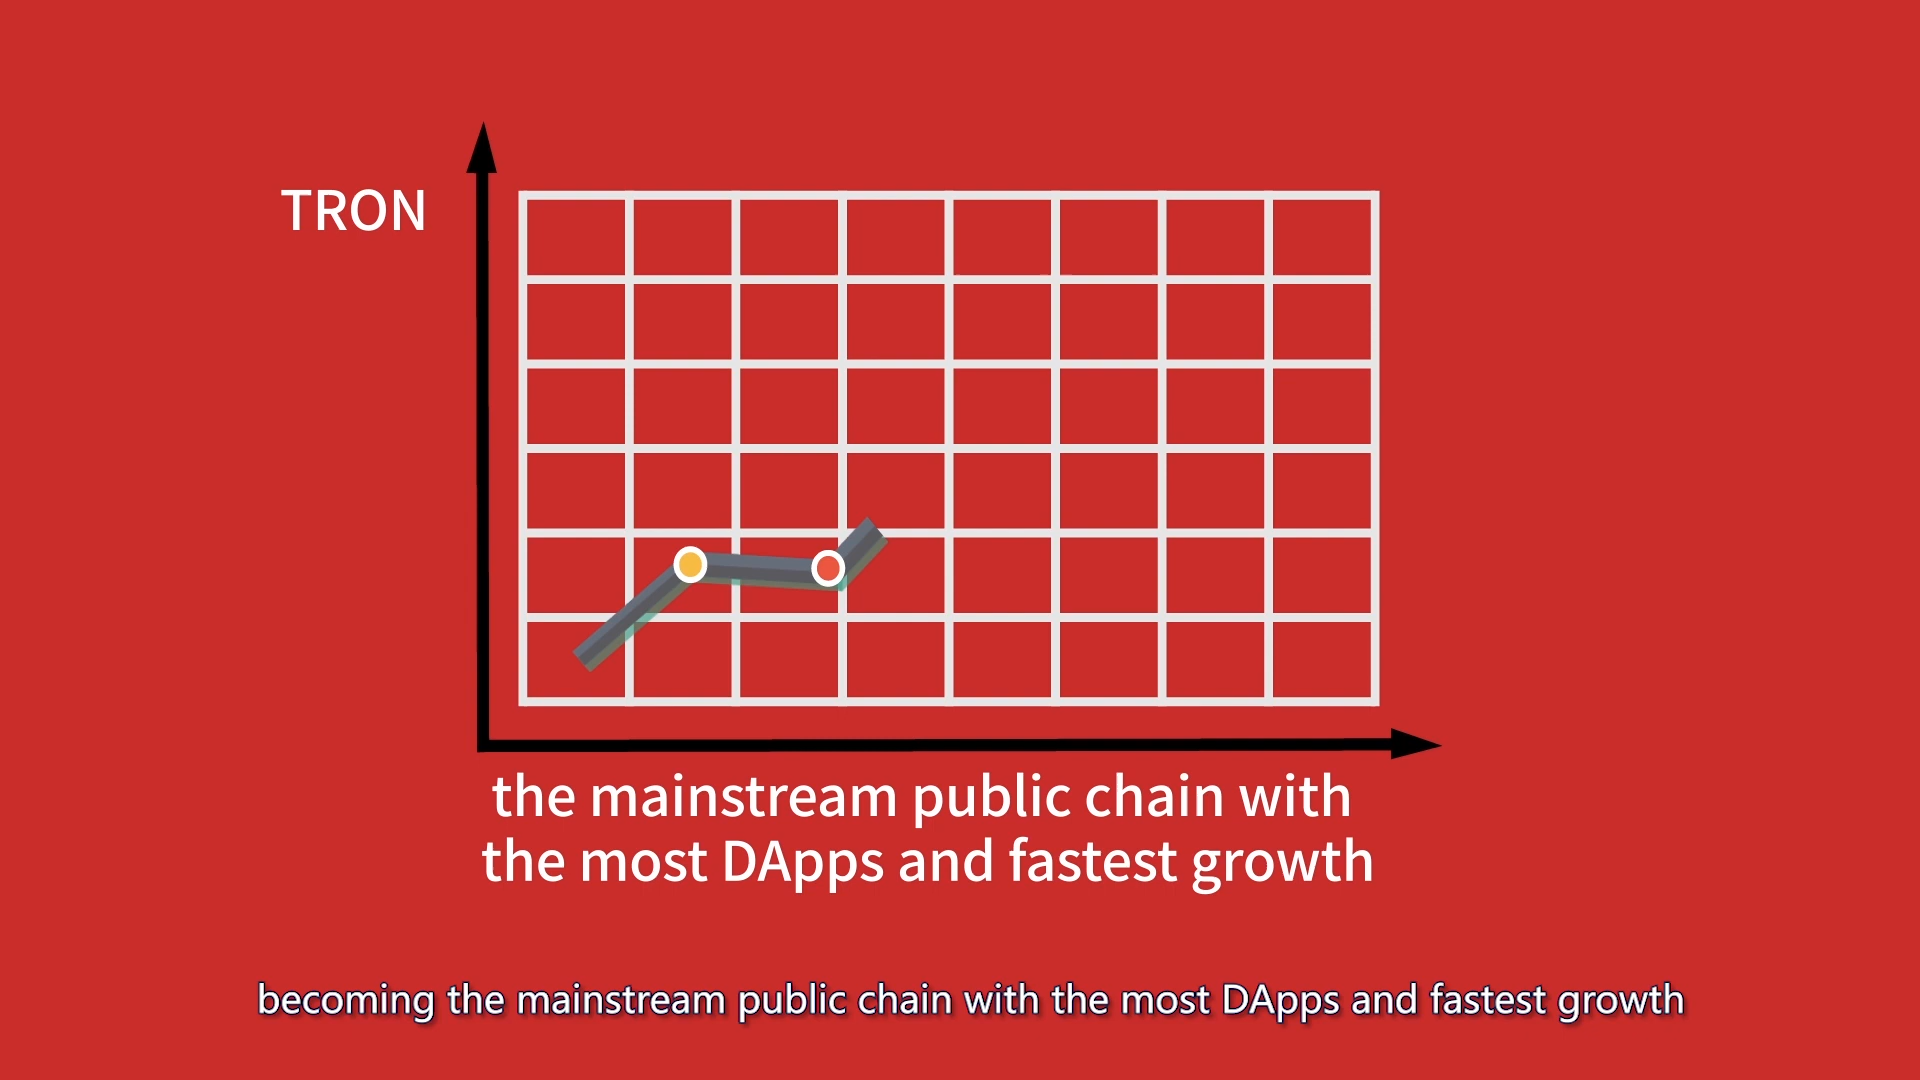 TRON
the mainstream public chain with
the most DApps and fastest growth
becoming the mainstream public chain with the most DApps and fastest growth